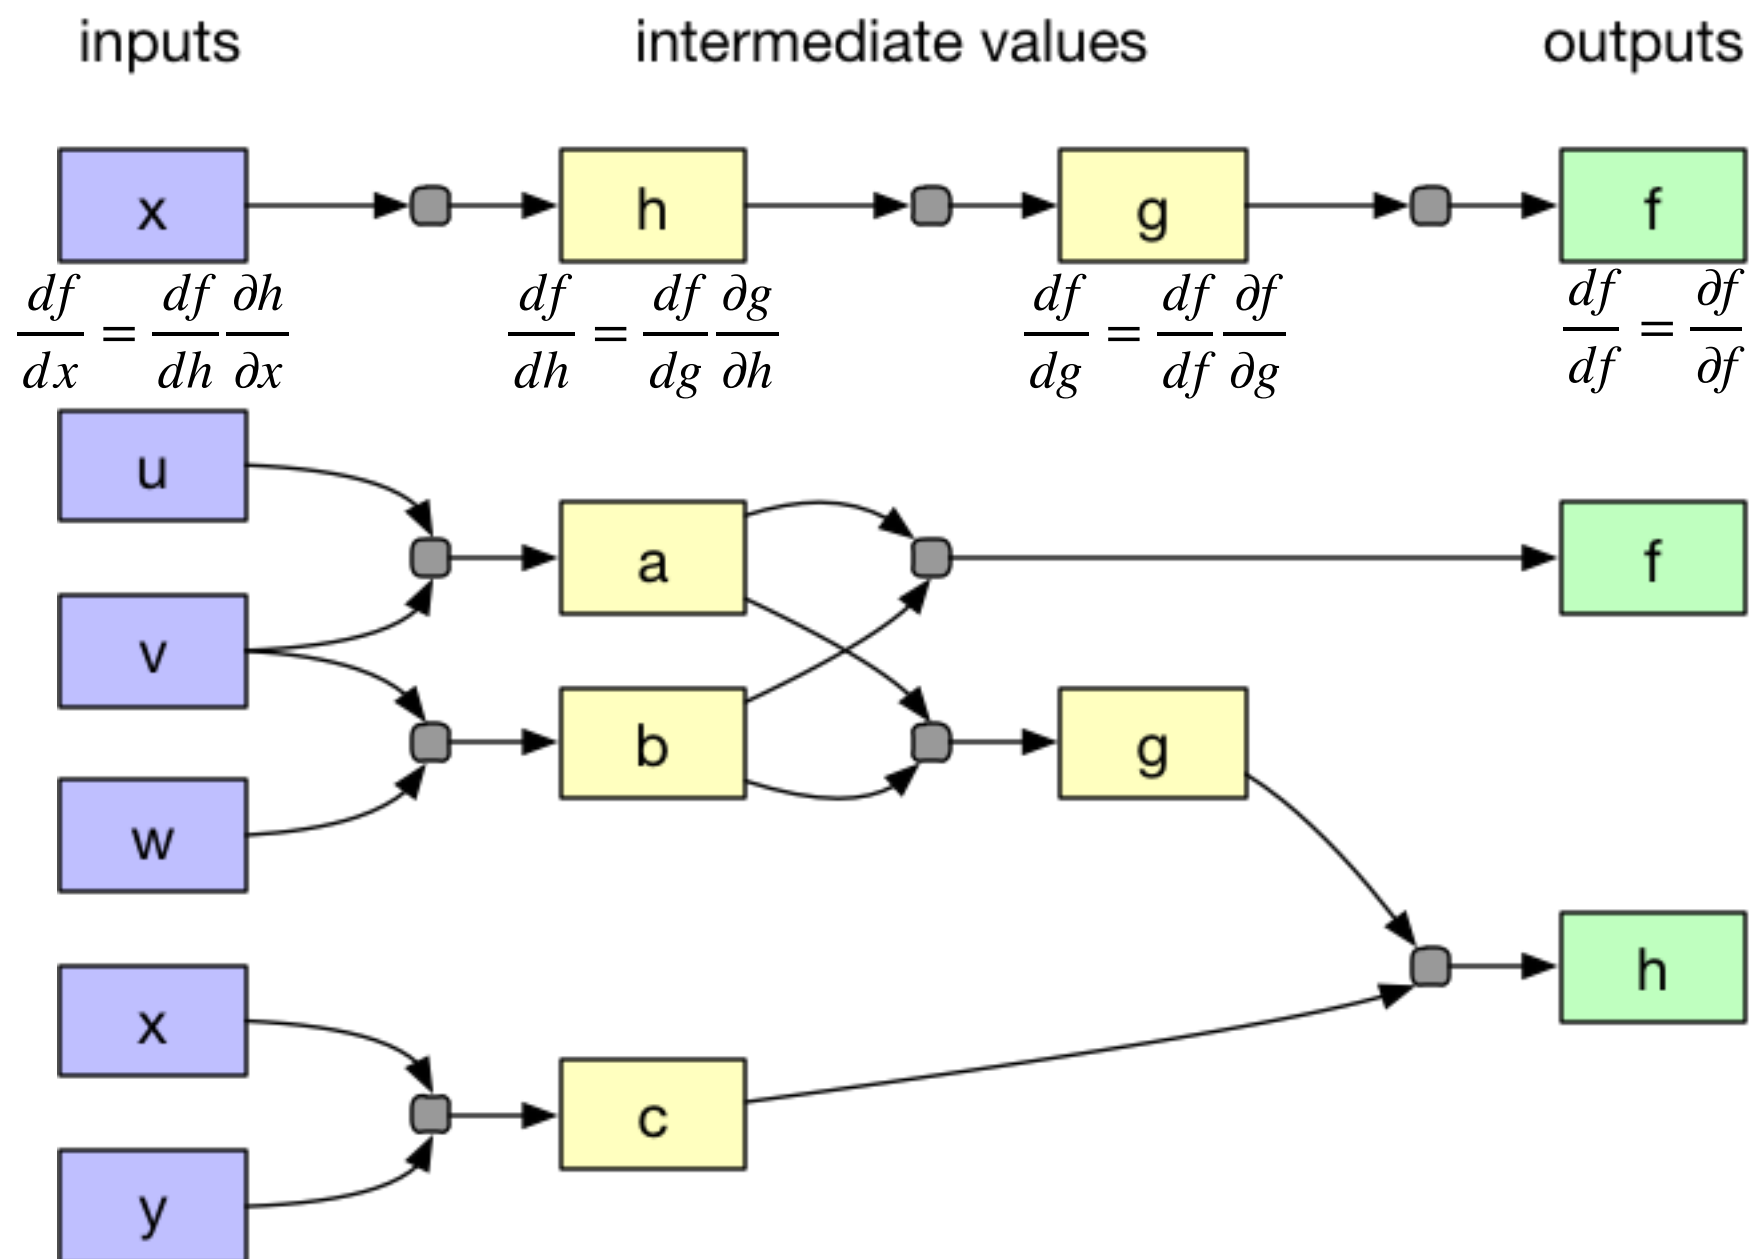 inputs intermediate values outputs
x h g f
df/dx = df/dh ∂h/∂x df/dh = df/dg ∂g/∂h df/dg = df/df ∂f/∂g df/df = ∂f/∂f
u
a f
v
b g
w
h
x
c
y